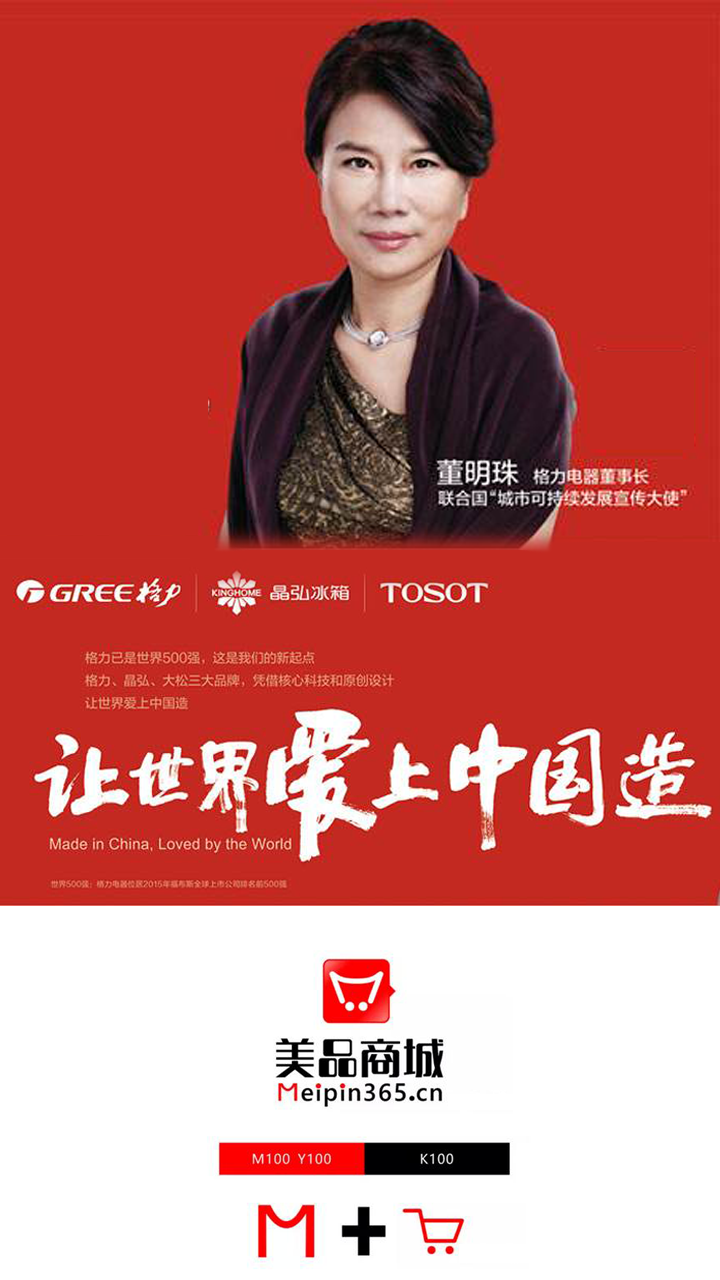 董明珠 格力电器董事长
联合国“城市可持续发展宣传大使”
GREE格力 KINGHOME 晶弘冰箱 TOSOT
格力已是世界500强，这是我们的新起点
格力、晶弘、大松三大品牌，凭借核心科技和原创设计
让世界爱上中国造
让世界爱上中国造
Made in China, Loved by the World
世界500强：格力电器位居2015年福布斯全球上市公司排名前500强
美品商城
Meipin365.cn
M100 Y100 K100
M +